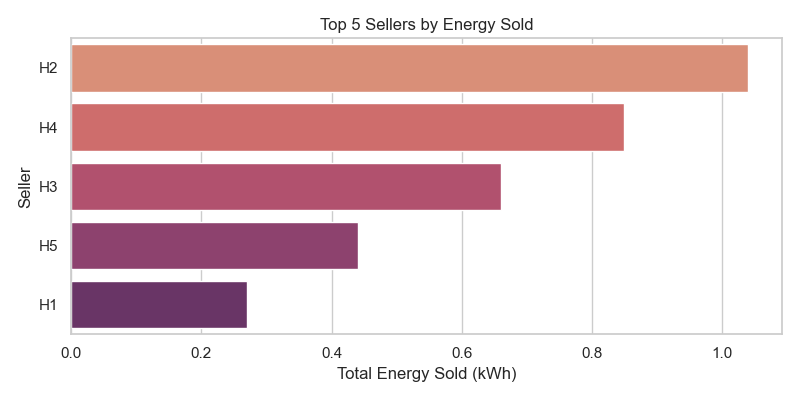 Top 5 Sellers by Energy Sold
Seller
H2
H4
H3
H5
H1
0.0 0.2 0.4 0.6 0.8 1.0
Total Energy Sold (kWh)